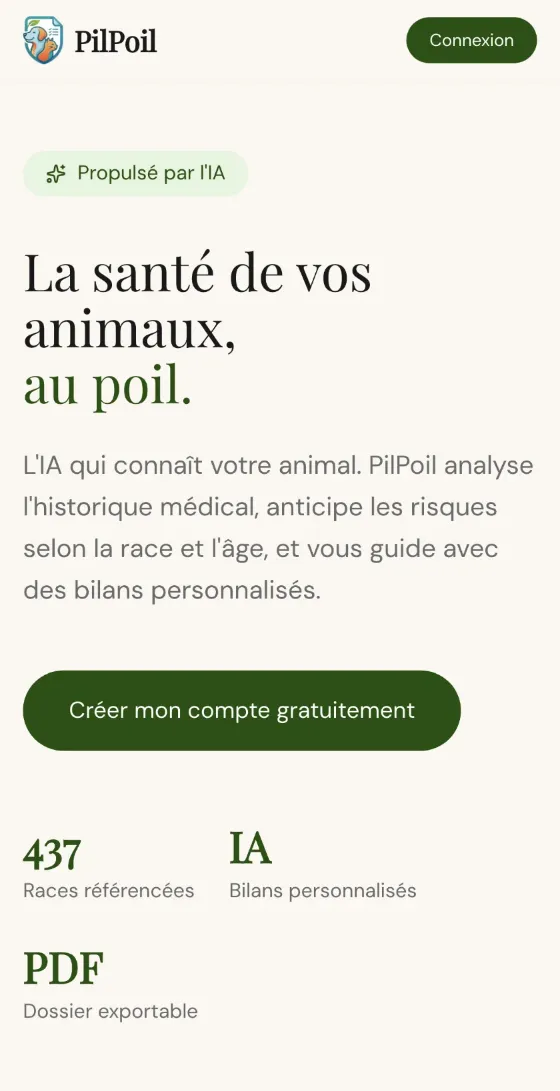 PilPoil
Connexion
Propulsé par l'IA
La santé de vos
animaux,
au poil.
L'IA qui connaît votre animal. PilPoil analyse
l'historique médical, anticipe les risques
selon la race et l'âge, et vous guide avec
des bilans personnalisés.
Créer mon compte gratuitement
437
Races référencées
IA
Bilans personnalisés
PDF
Dossier exportable